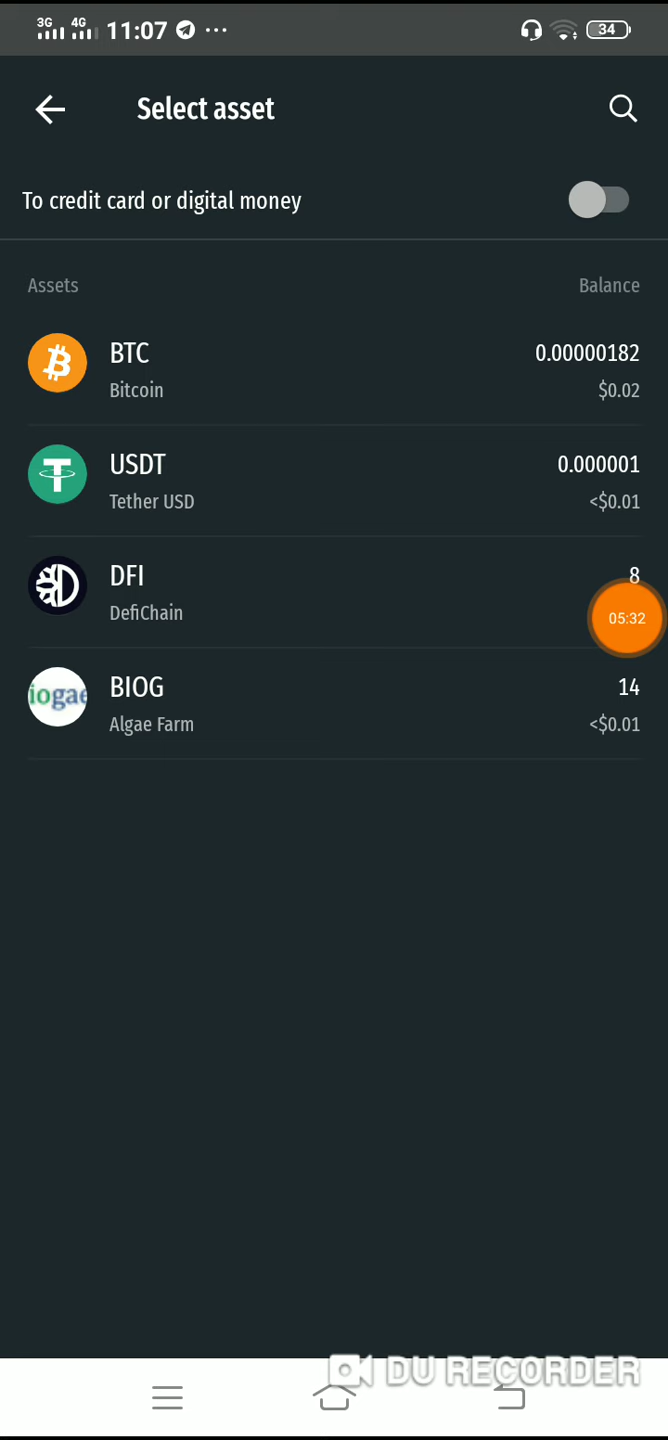 3G 4G 11:07 ... 34
Select asset
To credit card or digital money
Assets Balance
BTC 0.00000182
Bitcoin $0.02
USDT 0.000001
Tether USD <$0.01
DFI 8
DefiChain 05:32
BIOG 14
iogae
Algae Farm <$0.01
DU RECORDER